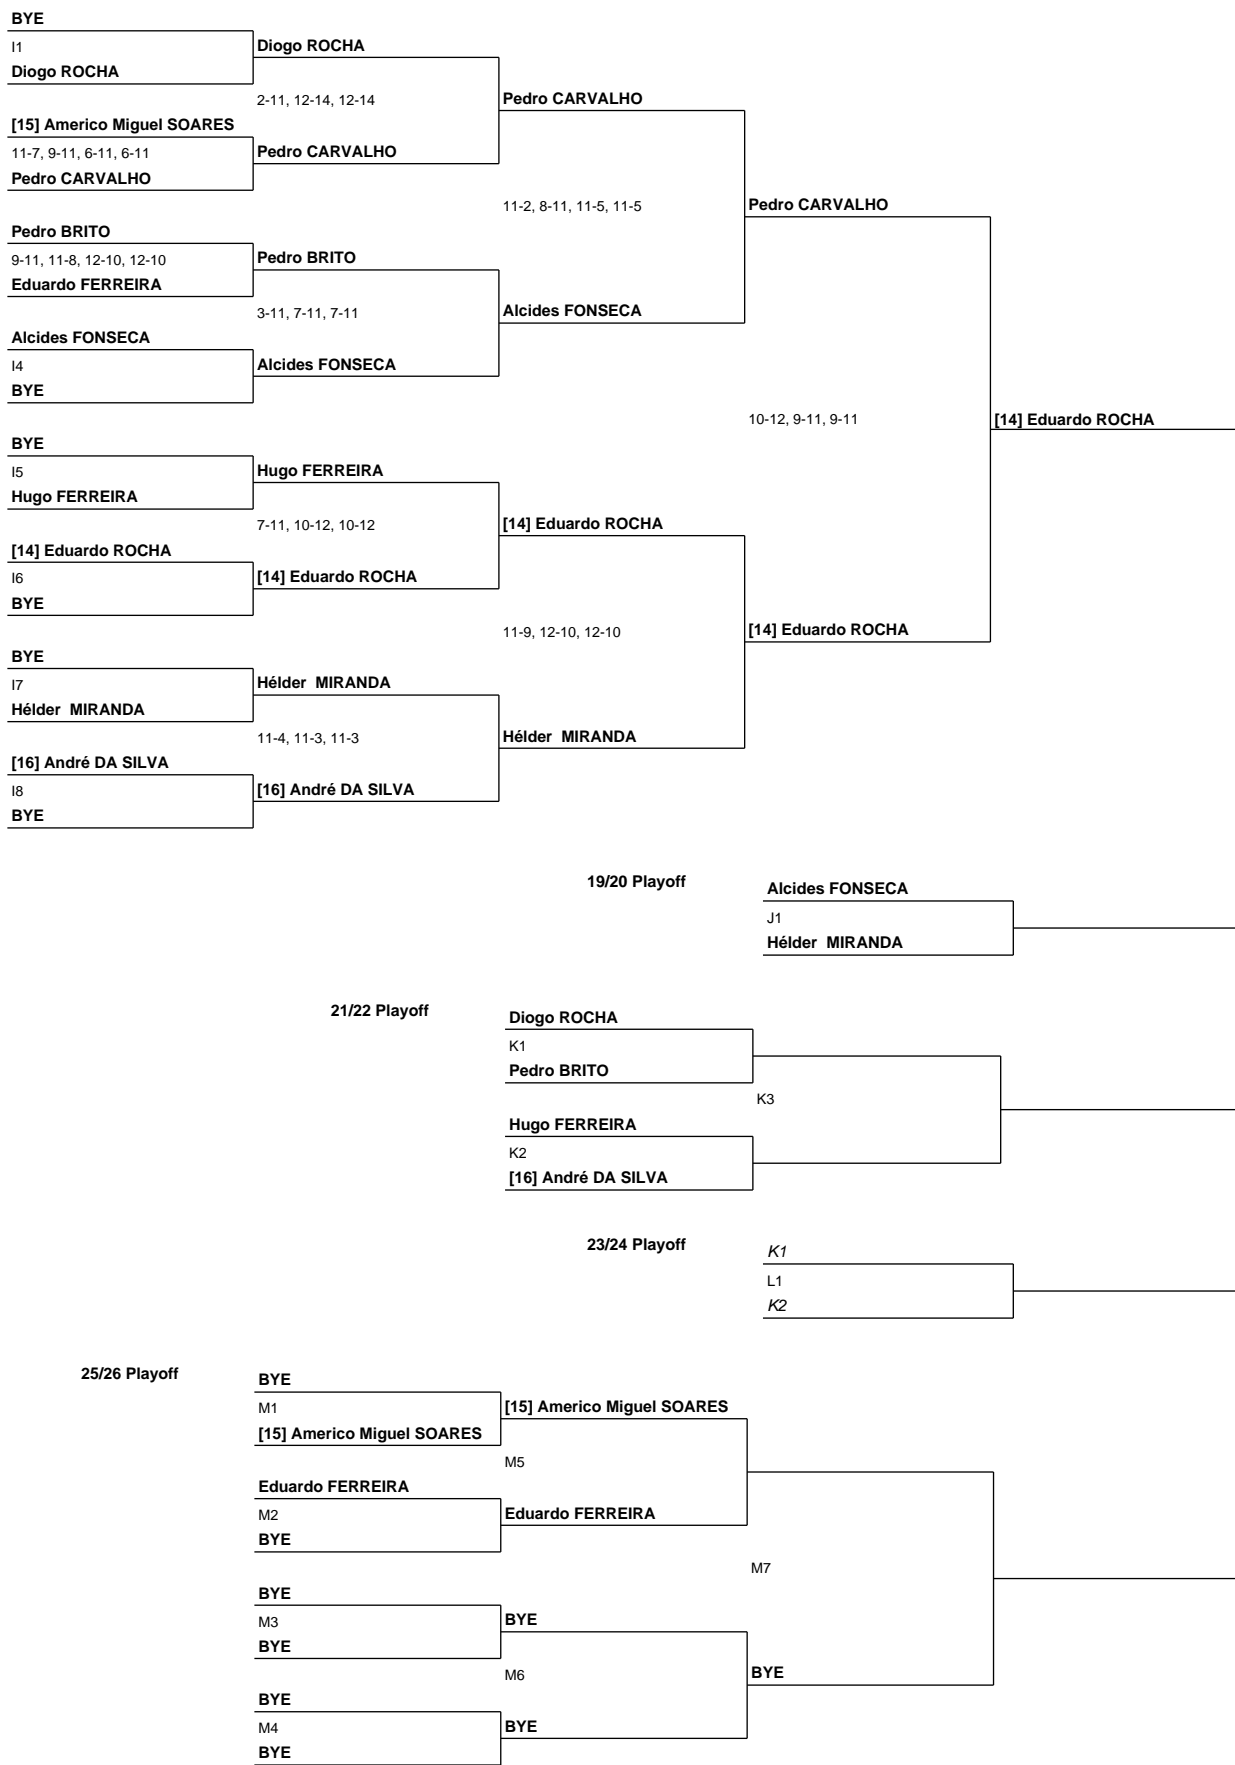 BYE
I1
Diogo ROCHA
Diogo ROCHA
2-11, 12-14, 12-14
Pedro CARVALHO
[15] Americo Miguel SOARES
11-7, 9-11, 6-11, 6-11
Pedro CARVALHO
Pedro CARVALHO
11-2, 8-11, 11-5, 11-5
Pedro CARVALHO
Pedro BRITO
9-11, 11-8, 12-10, 12-10
Pedro BRITO
Eduardo FERREIRA
3-11, 7-11, 7-11
Alcides FONSECA
Alcides FONSECA
I4
Alcides FONSECA
BYE
10-12, 9-11, 9-11
[14] Eduardo ROCHA
BYE
I5
Hugo FERREIRA
Hugo FERREIRA
7-11, 10-12, 10-12
[14] Eduardo ROCHA
[14] Eduardo ROCHA
I6
[14] Eduardo ROCHA
BYE
11-9, 12-10, 12-10
[14] Eduardo ROCHA
BYE
I7
Hélder MIRANDA
Hélder MIRANDA
11-4, 11-3, 11-3
Hélder MIRANDA
[16] André DA SILVA
I8
[16] André DA SILVA
BYE
19/20 Playoff
Alcides FONSECA
J1
Hélder MIRANDA
21/22 Playoff
Diogo ROCHA
K1
Pedro BRITO
K3
Hugo FERREIRA
K2
[16] André DA SILVA
23/24 Playoff
K1
L1
K2
25/26 Playoff
BYE
M1
[15] Americo Miguel SOARES
[15] Americo Miguel SOARES
M5
Eduardo FERREIRA
M2
Eduardo FERREIRA
BYE
M7
BYE
M3
BYE
BYE
M6
BYE
BYE
M4
BYE
BYE